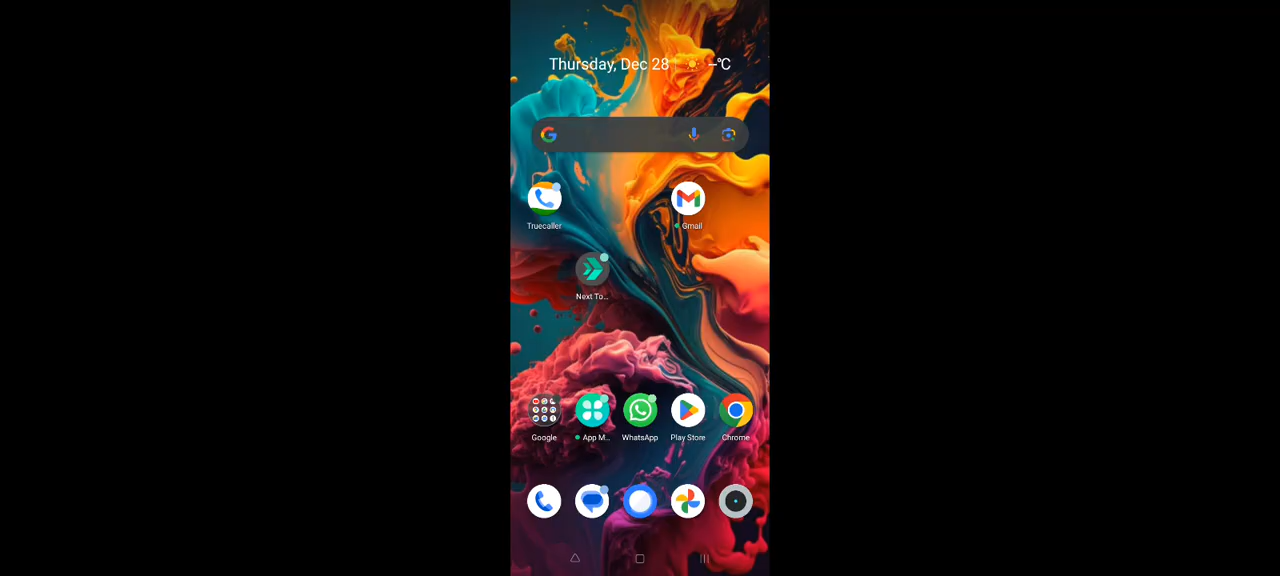 Thursday, Dec 28 --°C
Truecaller
Gmail
Next To...
Google
App M...
WhatsApp
Play Store
Chrome